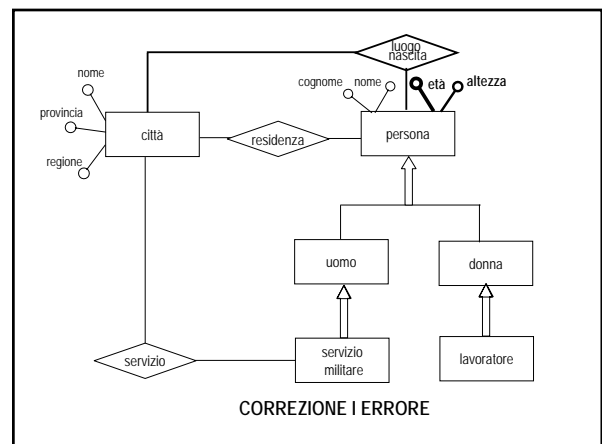 luogo
nascita
nome
cognome nome
età
altezza
provincia
città
residenza
persona
regione
uomo
donna
servizio
servizio
militare
lavoratore
CORREZIONE I ERRORE